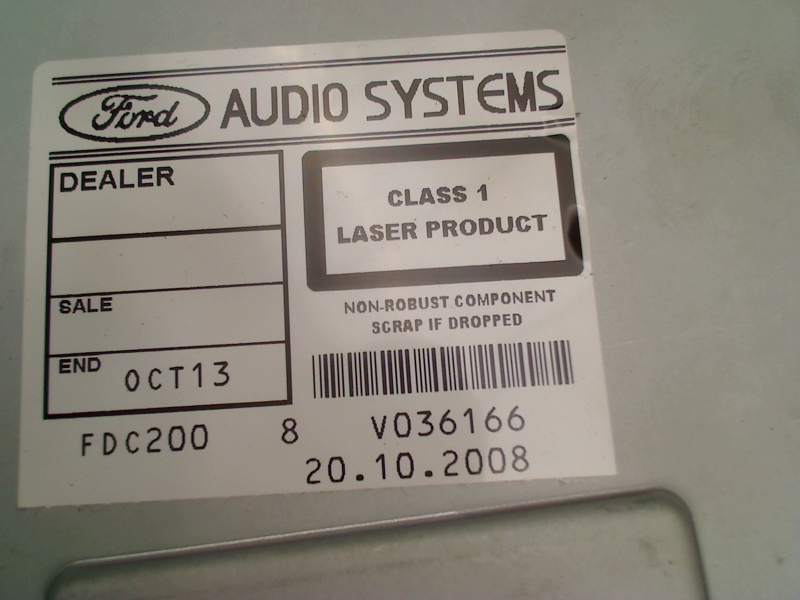 Ford AUDIO SYSTEMS
DEALER
SALE
END OCT13
CLASS 1
LASER PRODUCT
NON-ROBUST COMPONENT
SCRAP IF DROPPED
FDC200 8 V036166
20.10.2008